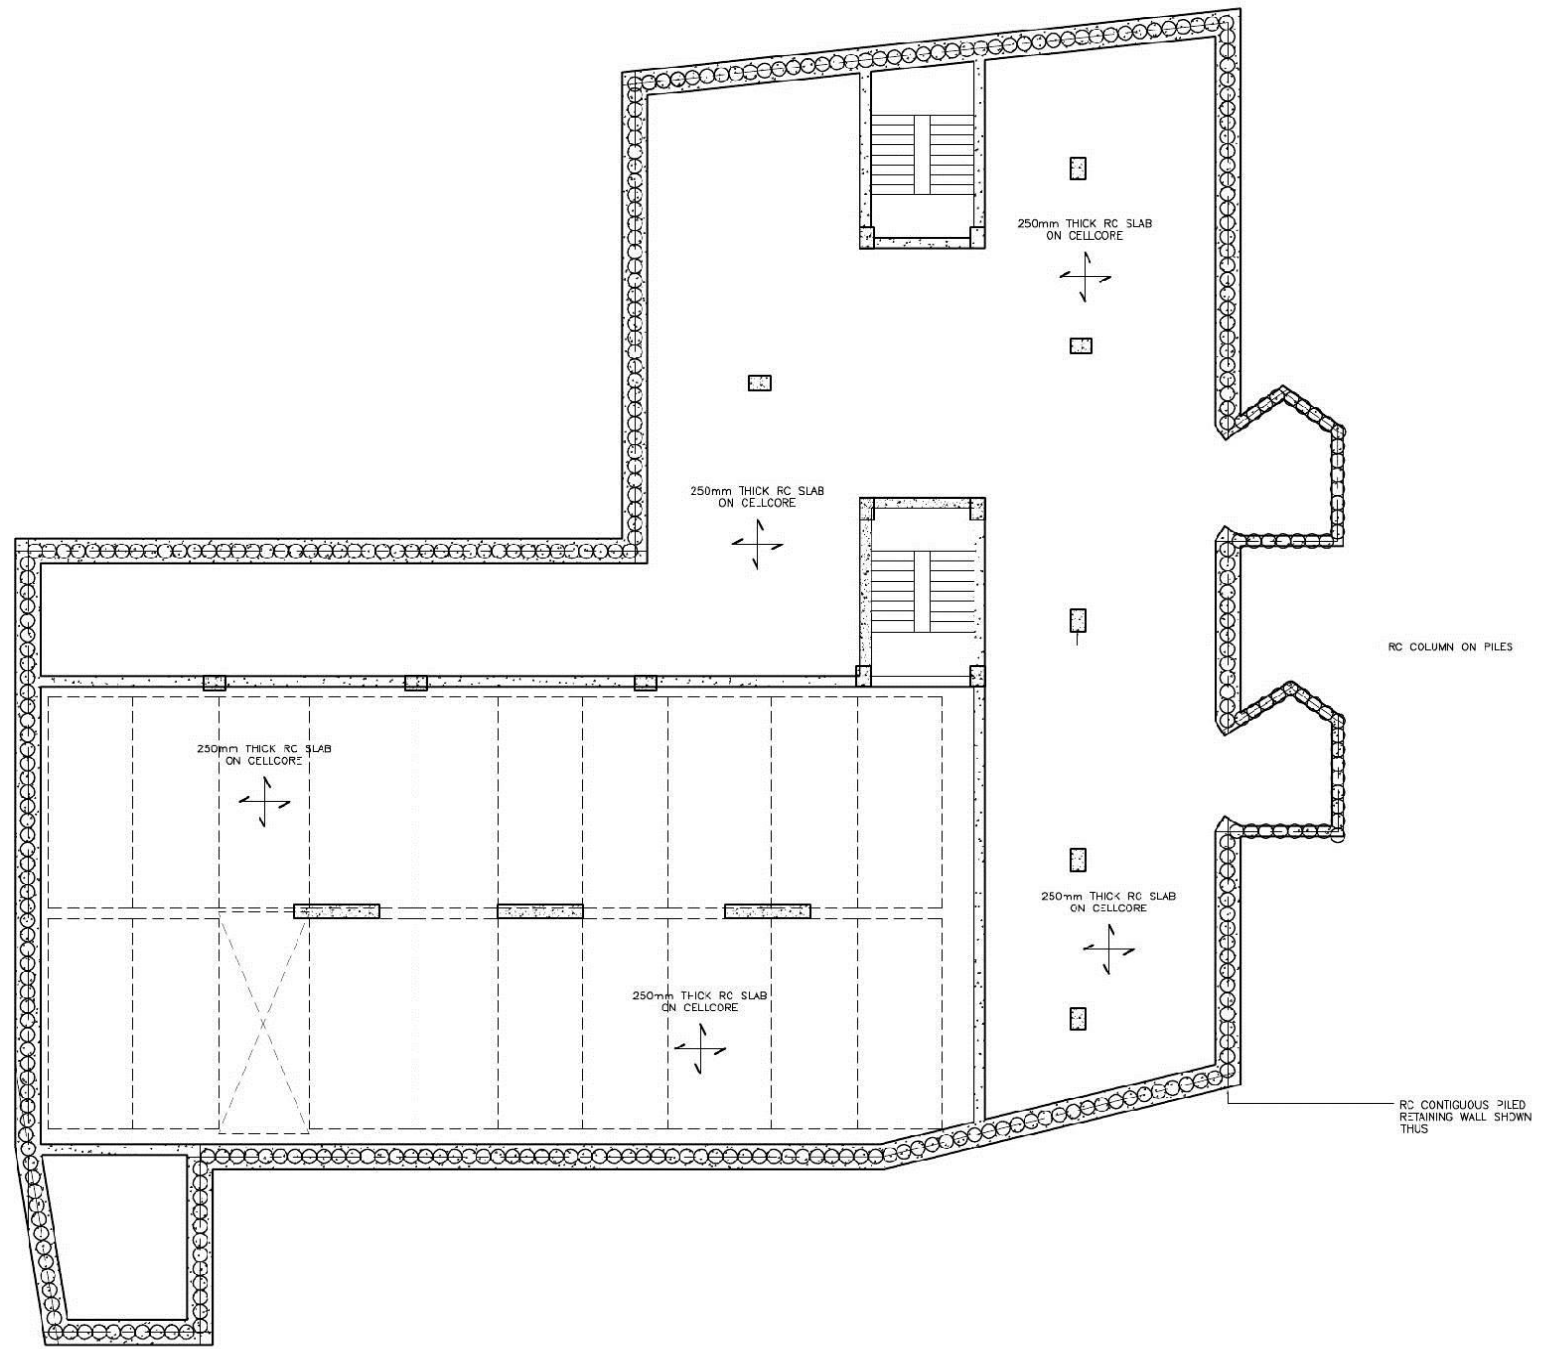 250mm THICK RC SLAB
ON CELLCORE
250mm THICK RC SLAB
ON CELLCORE
RC COLUMN ON PILES
250mm THICK RC SLAB
ON CELLCORE
250mm THICK RC SLAB
ON CELLCORE
250mm THICK RC SLAB
ON CELLCORE
RC CONTIGUOUS PILED
RETAINING WALL SHOWN
THUS